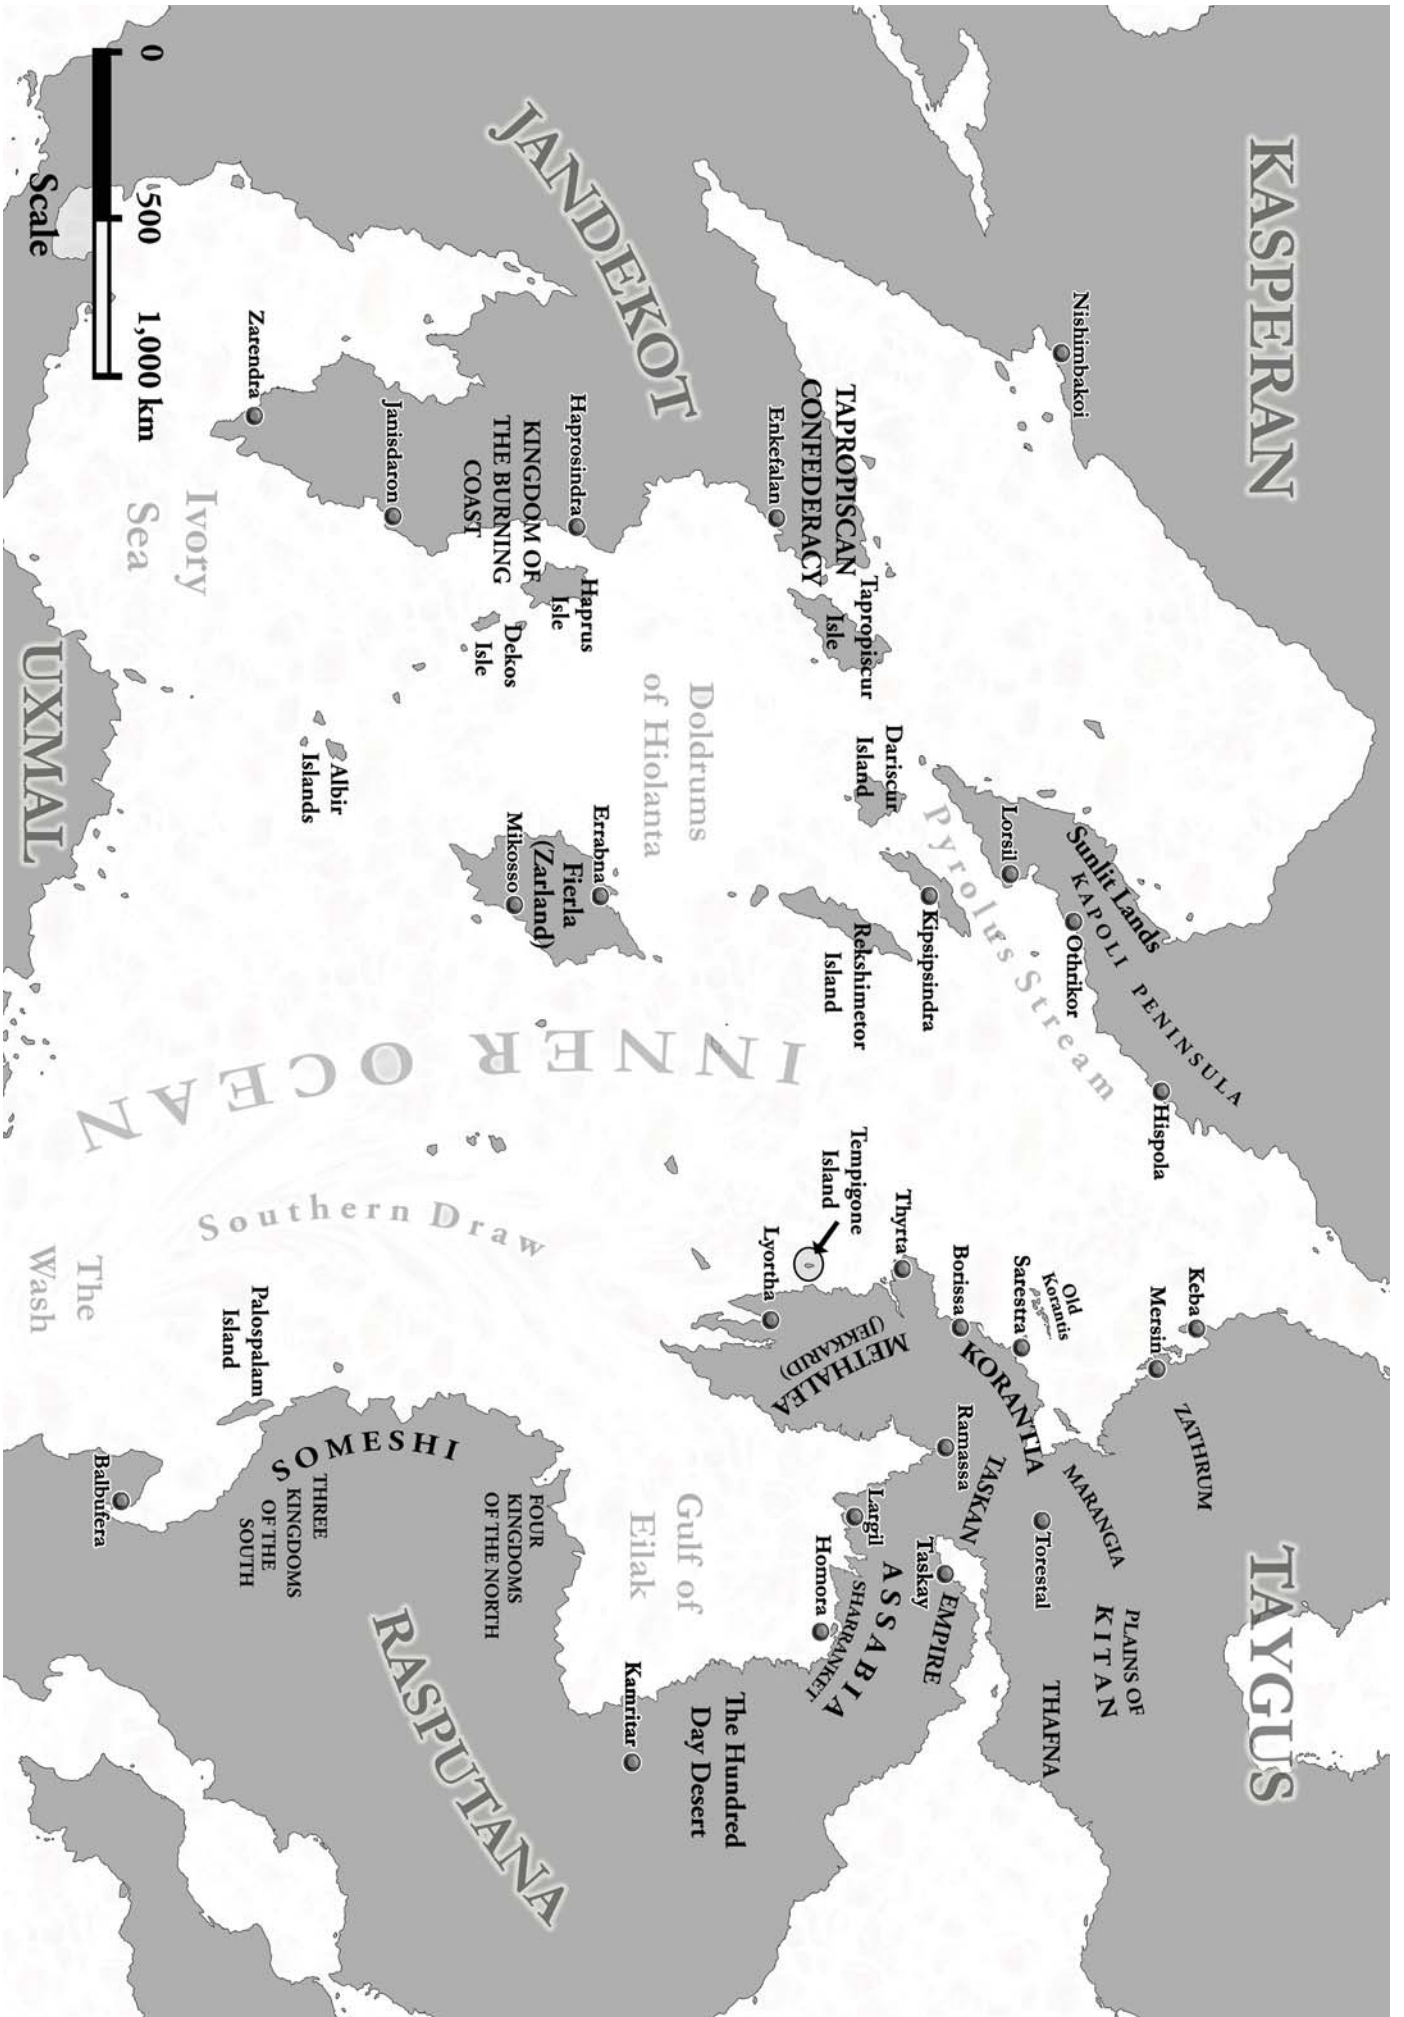 KASPERAN
TAYGUS
Nishimbakoi
Sunlit Lands
KAPOLI PENINSULA
Lorsil
Othrikor
Hispola
Keba
Mersin
ZATHRUM
Old
Korantis
Sarestra
Borissa
Thyrta
KORANTIA
MARANGIA
PLAINS OF
KITAN
THAFNA
Torestal
Ramassa
TASKAN
EMPIRE
Taskay
Largil
ASSABIA
SHARRANKET
Homora
METHALEA
(JEKKARID)
Lyortha
Tempigone
Island
Pyrolus Stream
Kipsipsindra
Rekshimetor
Island
Dariscur
Island
Tapropiscur
Isle
TAPROPISCAN
CONFEDERACY
Enkefalan
JANDEKOT
Haprosindra
KINGDOM OF
THE BURNING
COAST
Haprus
Isle
Dekos
Isle
Janisdaron
Zarendra
Doldrums
of Hiolanta
Errabna
Fierla
(Zarland)
Mikosso
Albir
Islands
INNER OCEAN
Ivory
Sea
UXMAL
Southern Draw
The
Wash
Palospalam
Island
Balbufera
SOMESHI
THREE
KINGDOMS
OF THE
SOUTH
FOUR
KINGDOMS
OF THE NORTH
Gulf of
Eilak
Kamritar
The Hundred
Day Desert
RASPUTANA
0 500 1,000 km
Scale